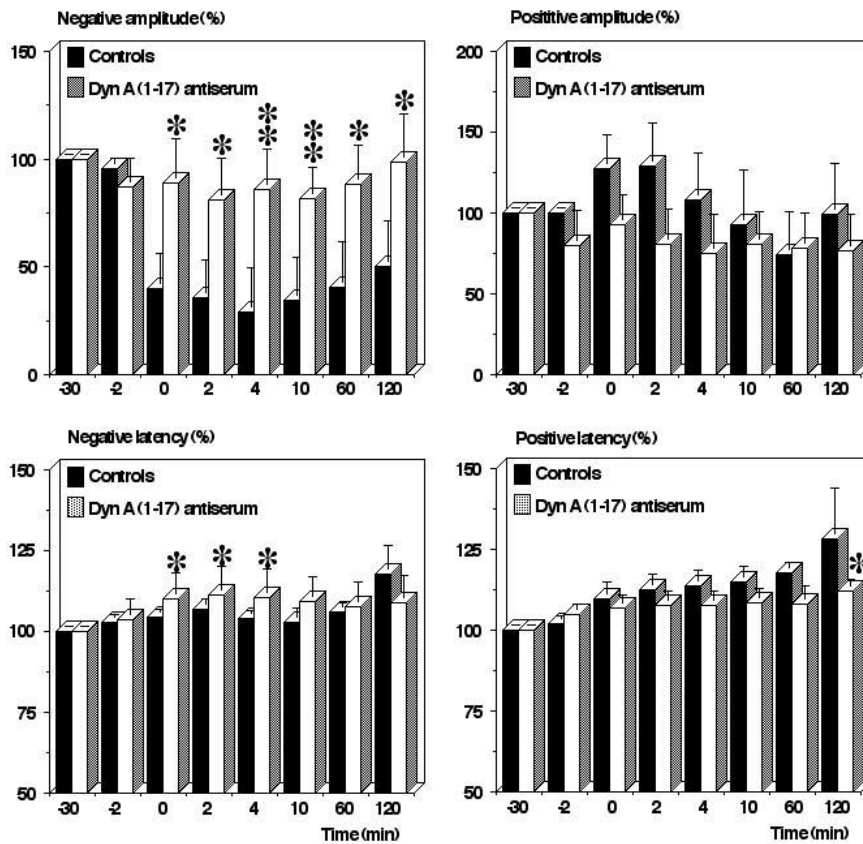 Negative amplitude (%)
150
100
50
0
Controls
Dyn A (1-17) antiserum
* * ** ** * *
-30 -2 0 2 4 10 60 120
Posititive amplitude (%)
200
150
100
50
0
Controls
Dyn A (1-17) antiserum
-30 -2 0 2 4 10 60 120
Negative latency (%)
150
125
100
75
50
Controls
Dyn A (1-17) antiserum
* * *
-30 -2 0 2 4 10 60 120
Time (min)
Positive latency (%)
150
125
100
75
50
Controls
Dyn A (1-17) antiserum
*
-30 -2 0 2 4 10 60 120
Time (min)